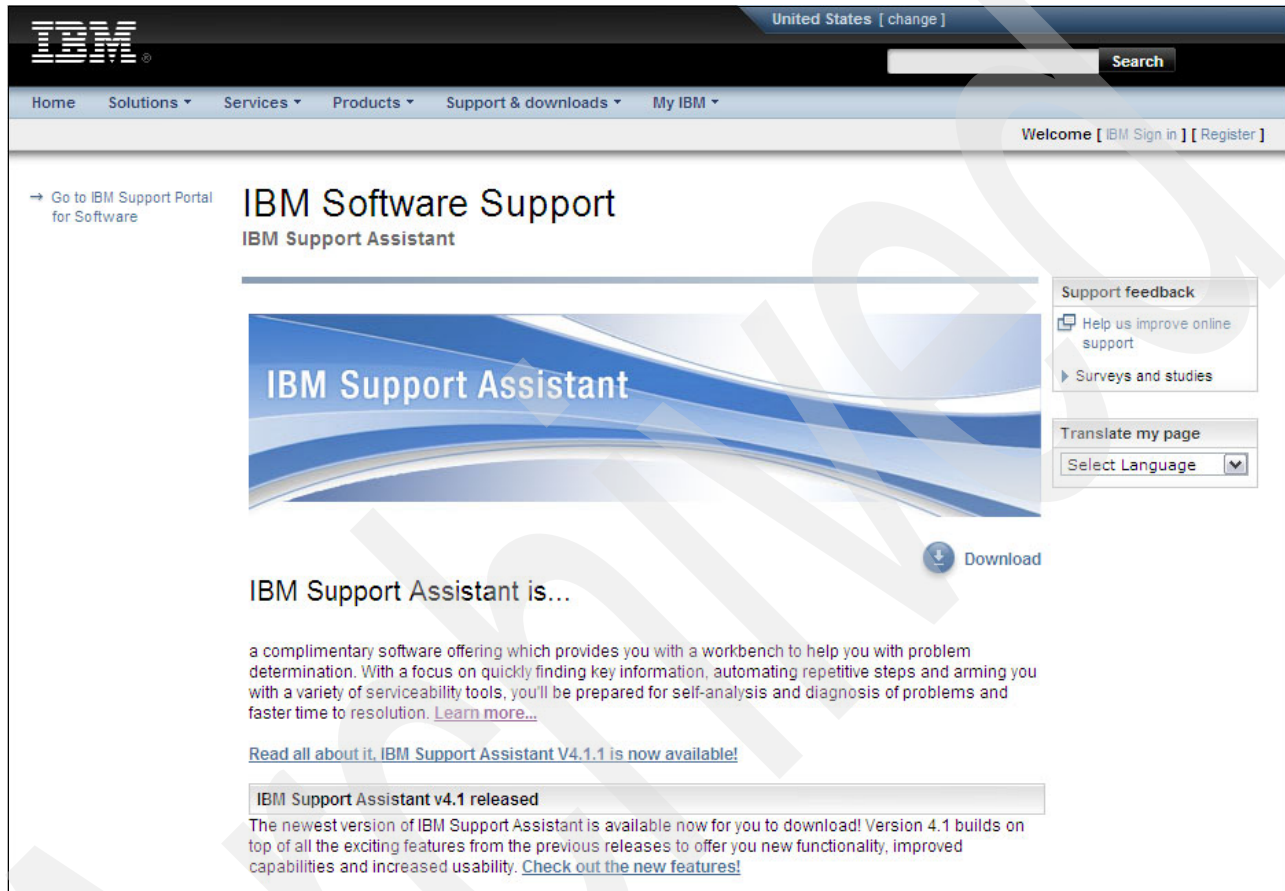 United States [ change ]
IBM ®
Search
Home Solutions Services Products Support & downloads My IBM
Welcome [ IBM Sign in ] [ Register ]
→ Go to IBM Support Portal
for Software
IBM Software Support
IBM Support Assistant
IBM Support Assistant
Support feedback
Help us improve online
support
Surveys and studies
Translate my page
Select Language
Download
IBM Support Assistant is...
a complimentary software offering which provides you with a workbench to help you with problem
determination. With a focus on quickly finding key information, automating repetitive steps and arming you
with a variety of serviceability tools, you'll be prepared for self-analysis and diagnosis of problems and
faster time to resolution. Learn more...
Read all about it, IBM Support Assistant V4.1.1 is now available!
IBM Support Assistant v4.1 released
The newest version of IBM Support Assistant is available now for you to download! Version 4.1 builds on
top of all the exciting features from the previous releases to offer you new functionality, improved
capabilities and increased usability. Check out the new features!